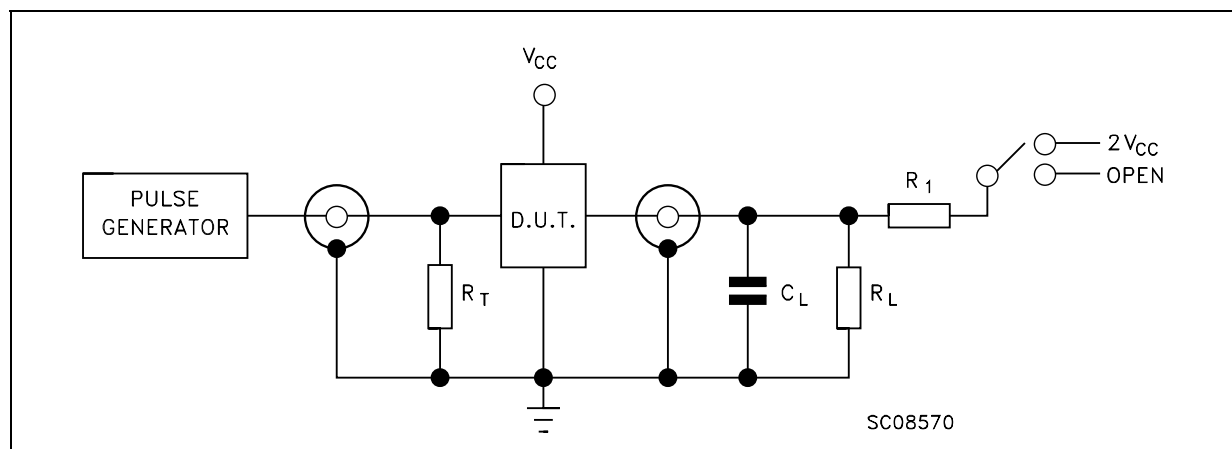 VCC
PULSE
GENERATOR
D.U.T.
RT
CL
RL
R1
2VCC
OPEN
SC08570